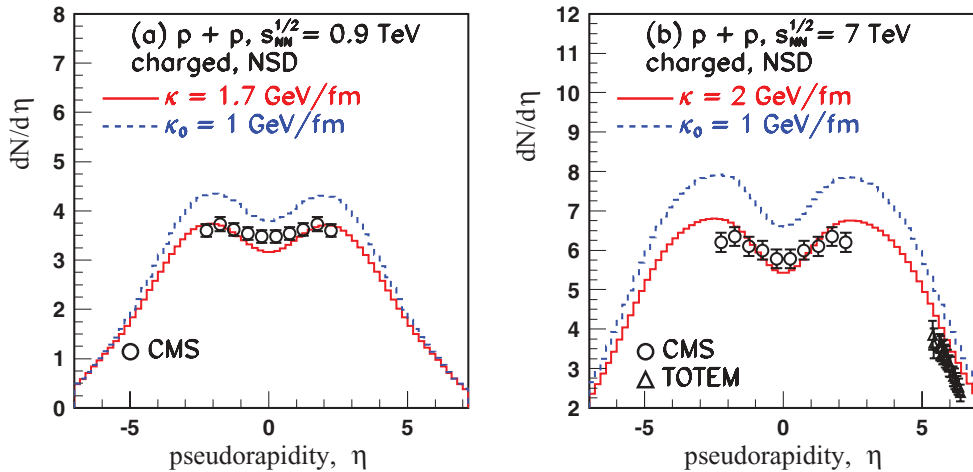 (a) p + p, s_NN^1/2 = 0.9 TeV
charged, NSD
κ = 1.7 GeV/fm
κ₀ = 1 GeV/fm
CMS
dN/dη
8
7
6
5
4
3
2
1
0
-5 0 5
pseudorapidity, η
(b) p + p, s_NN^1/2 = 7 TeV
charged, NSD
κ = 2 GeV/fm
κ₀ = 1 GeV/fm
CMS
TOTEM
dN/dη
12
11
10
9
8
7
6
5
4
3
2
-5 0 5
pseudorapidity, η